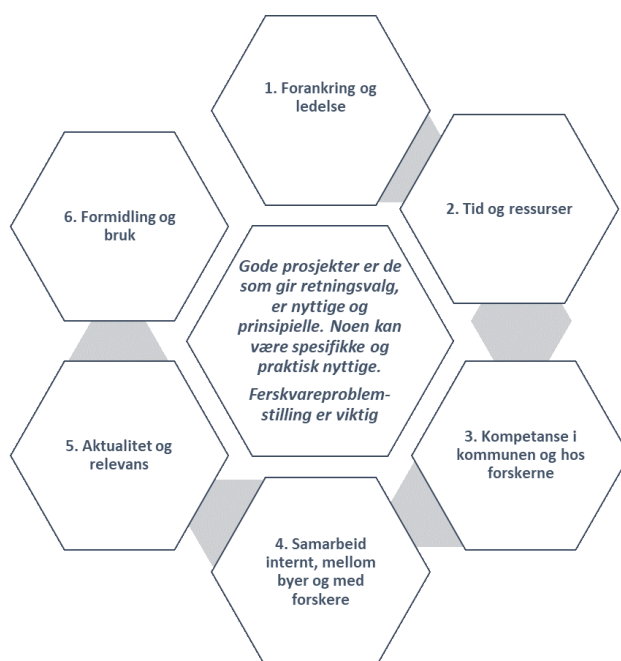 1. Forankring og
ledelse
2. Tid og ressurser
6. Formidling og
bruk
Gode prosjekter er de
som gir retningsvalg,
er nyttige og
prinsipielle. Noen kan
være spesifikke og
praktisk nyttige.
Ferskvareproblem-
stilling er viktig
3. Kompetanse i
kommunen og hos
forskerne
5. Aktualitet og
relevans
4. Samarbeid
internt, mellom
byer og med
forskere